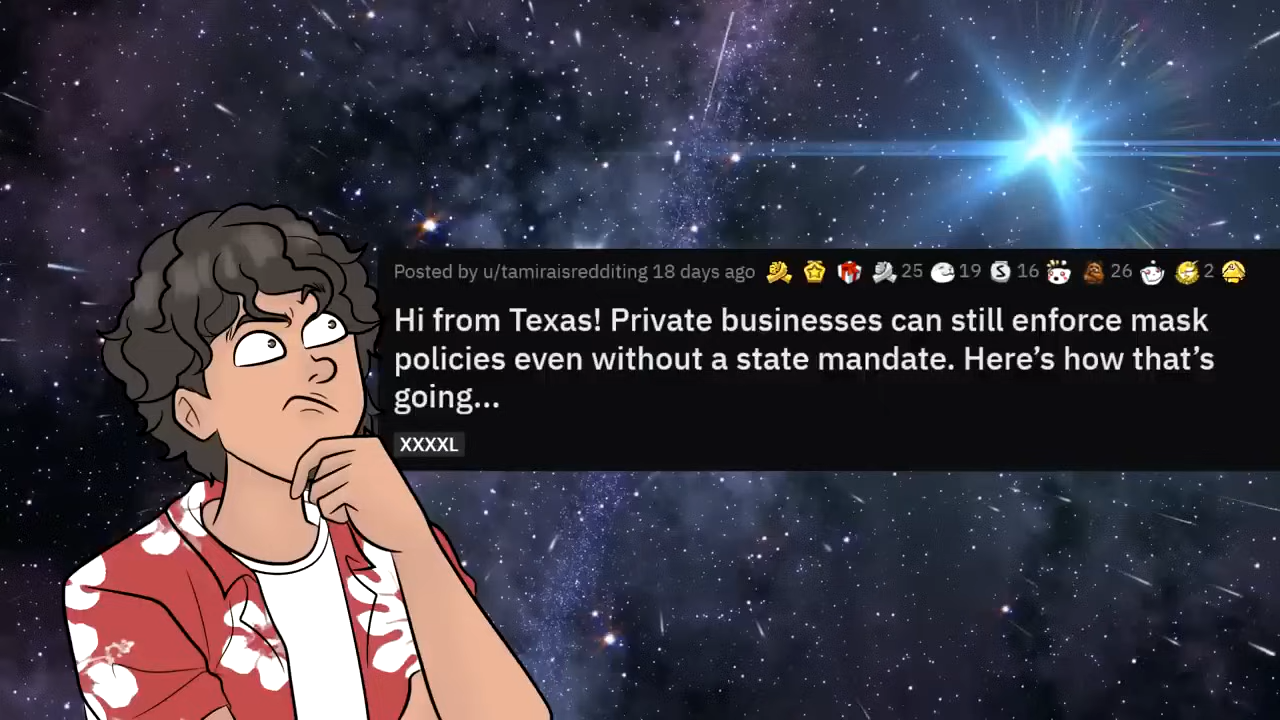 Posted by u/tamiraisredditing 18 days ago 25 19 16 26 2
Hi from Texas! Private businesses can still enforce mask
policies even without a state mandate. Here’s how that’s
going...
XXXXL